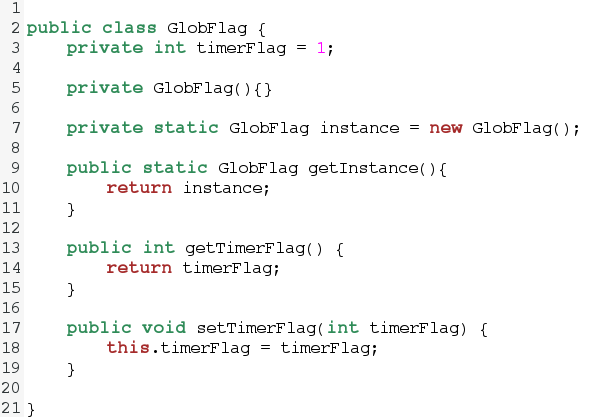 1
2 public class GlobFlag {
3     private int timerFlag = 1;
4
5     private GlobFlag(){}
6
7     private static GlobFlag instance = new GlobFlag();
8
9     public static GlobFlag getInstance(){
10         return instance;
11     }
12
13     public int getTimerFlag() {
14         return timerFlag;
15     }
16
17     public void setTimerFlag(int timerFlag) {
18         this.timerFlag = timerFlag;
19     }
20
21 }